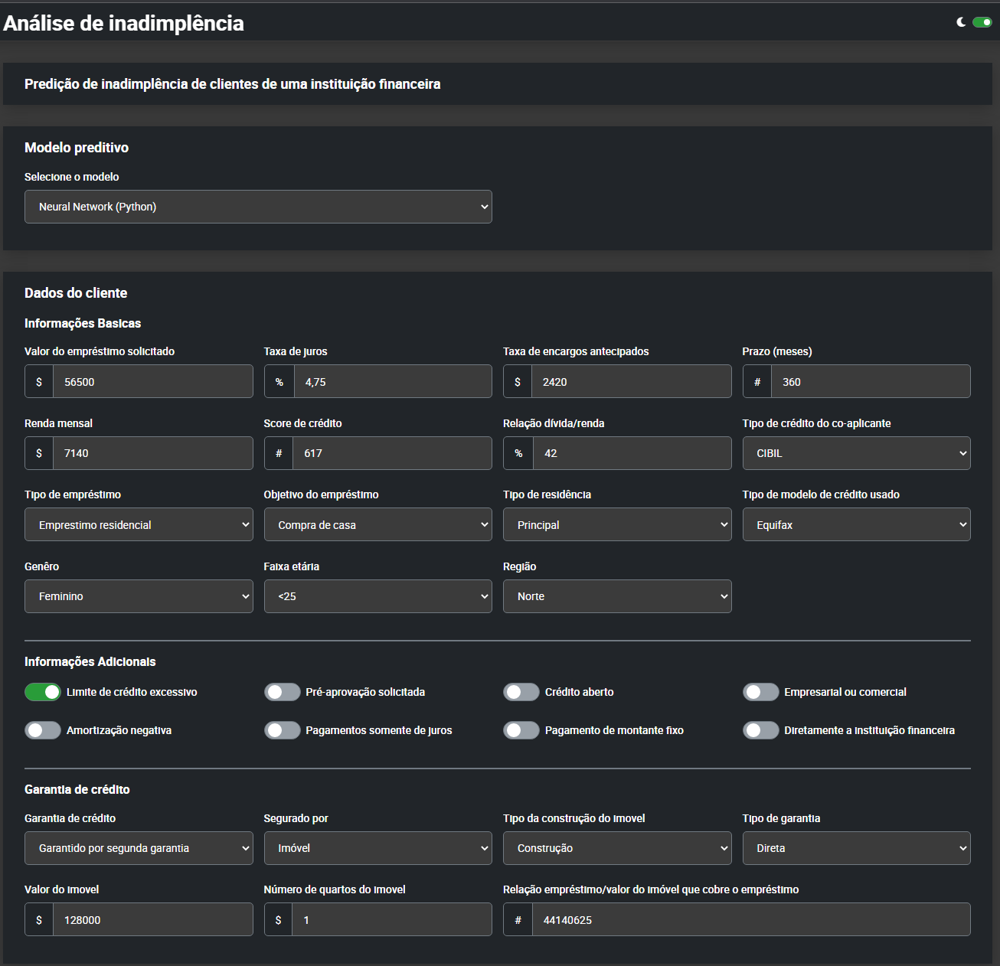 Análise de inadimplência
Predição de inadimplência de clientes de uma instituição financeira
Modelo preditivo
Selecione o modelo
Neural Network (Python)
Dados do cliente
Informações Basicas
Valor do empréstimo solicitado
Taxa de juros
Taxa de encargos antecipados
Prazo (meses)
$ 56500
% 4,75
$ 2420
# 360
Renda mensal
Score de crédito
Relação dívida/renda
Tipo de crédito do co-aplicante
$ 7140
# 617
% 42
CIBIL
Tipo de empréstimo
Objetivo do empréstimo
Tipo de residência
Tipo de modelo de crédito usado
Emprestimo residencial
Compra de casa
Principal
Equifax
Genêro
Faixa etária
Região
Feminino
<25
Norte
Informações Adicionais
Limite de crédito excessivo
Pré-aprovação solicitada
Crédito aberto
Empresarial ou comercial
Amortização negativa
Pagamentos somente de juros
Pagamento de montante fixo
Diretamente a instituição financeira
Garantia de crédito
Garantia de crédito
Segurado por
Tipo da construção do imovel
Tipo de garantia
Garantido por segunda garantia
Imóvel
Construção
Direta
Valor do imovel
Número de quartos do imovel
Relação empréstimo/valor do imóvel que cobre o empréstimo
$ 128000
$ 1
# 44140625